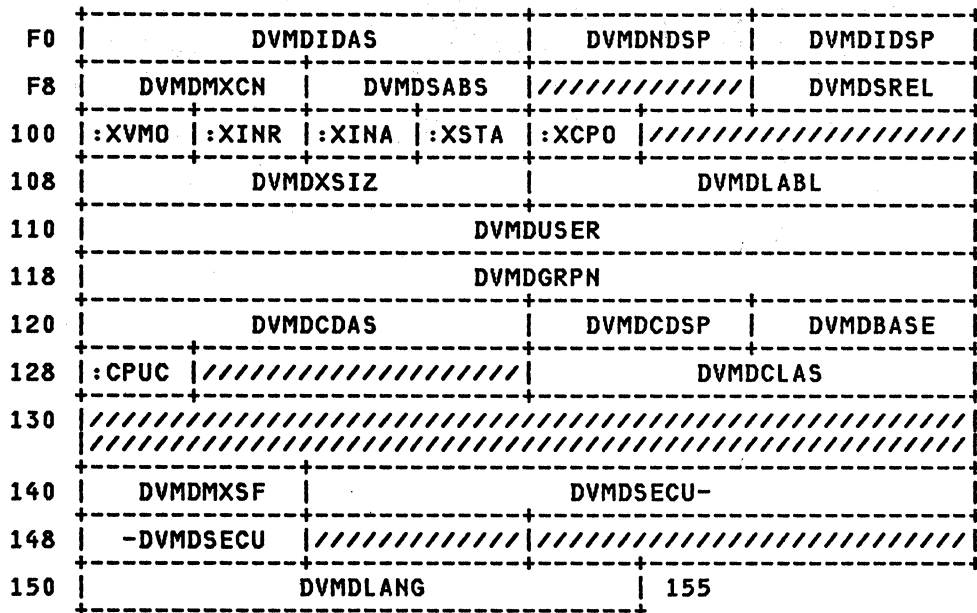 F0 | DVMDIDAS | DVMDNDSP | DVMDIDSP |
F8 | DVMDMXCN | DVMDSABS |/////////////| DVMDSREL |
100 |:XVMO |:XINR |:XINA |:XSTA |:XCPO |////////////////////|
108 | DVMDXSIZ | DVMDLABL |
110 | DVMDUSER |
118 | DVMDGRPN |
120 | DVMDCDAS | DVMDCDSP | DVMDBASE |
128 |:CPUC |////////////////////| DVMDCLAS |
130 |///////////////////////////////////////////////////////|
|///////////////////////////////////////////////////////|
140 | DVMDMXSF | DVMDSECU- |
148 | -DVMDSECU |/////////////|///////////////////////////|
150 | DVMDLANG | 155